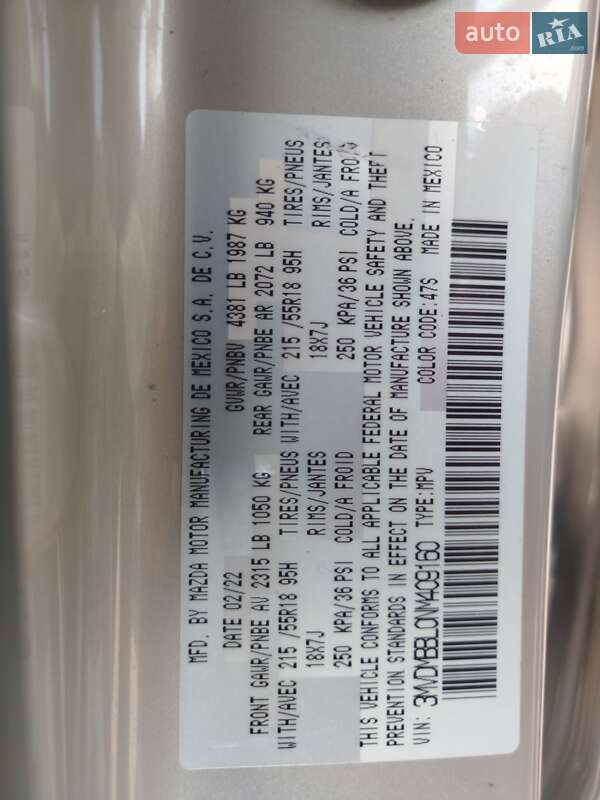 auto RIA .com
MFD. BY MAZDA MOTOR MANUFACTURING DE MEXICO S.A. DE C.V.
DATE 02/22 GVWR/PNBV 4381 LB 1987 KG
FRONT GAWR/PNBE AV 2315 LB 1050 KG REAR GAWR/PNBE AR 2072 LB 940 KG
WITH/AVEC 215 /55R18 95H TIRES/PNEUS WITH/AVEC 215 /55R18 95H TIRES/PNEUS
18X7J RIMS/JANTES 18X7J RIMS/JANTES
250 KPA/36 PSI COLD/A FROID 250 KPA/36 PSI COLD/A FROID
THIS VEHICLE CONFORMS TO ALL APPLICABLE FEDERAL MOTOR VEHICLE SAFETY AND THEFT
PREVENTION STANDARDS IN EFFECT ON THE DATE OF MANUFACTURE SHOWN ABOVE.
VIN: 3MVDMBBL0NM409160 TYPE:MPV COLOR CODE:47S MADE IN MEXICO